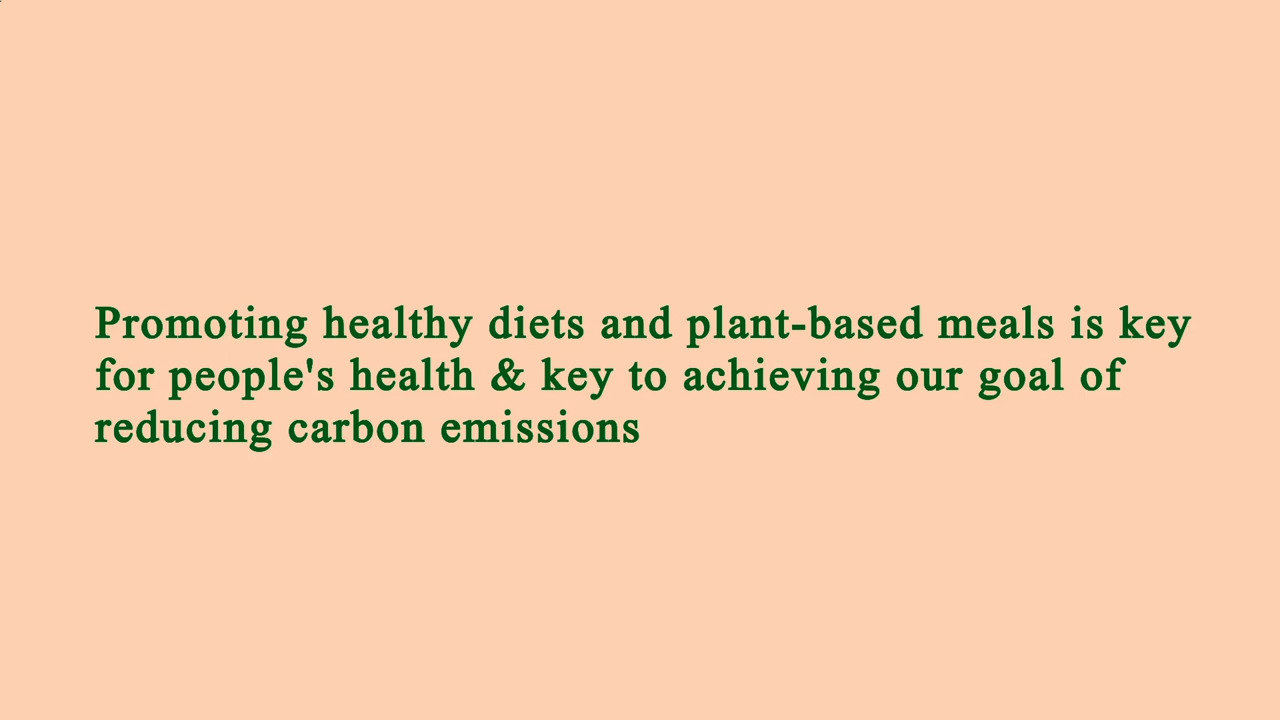 Promoting healthy diets and plant-based meals is key
for people's health & key to achieving our goal of
reducing carbon emissions